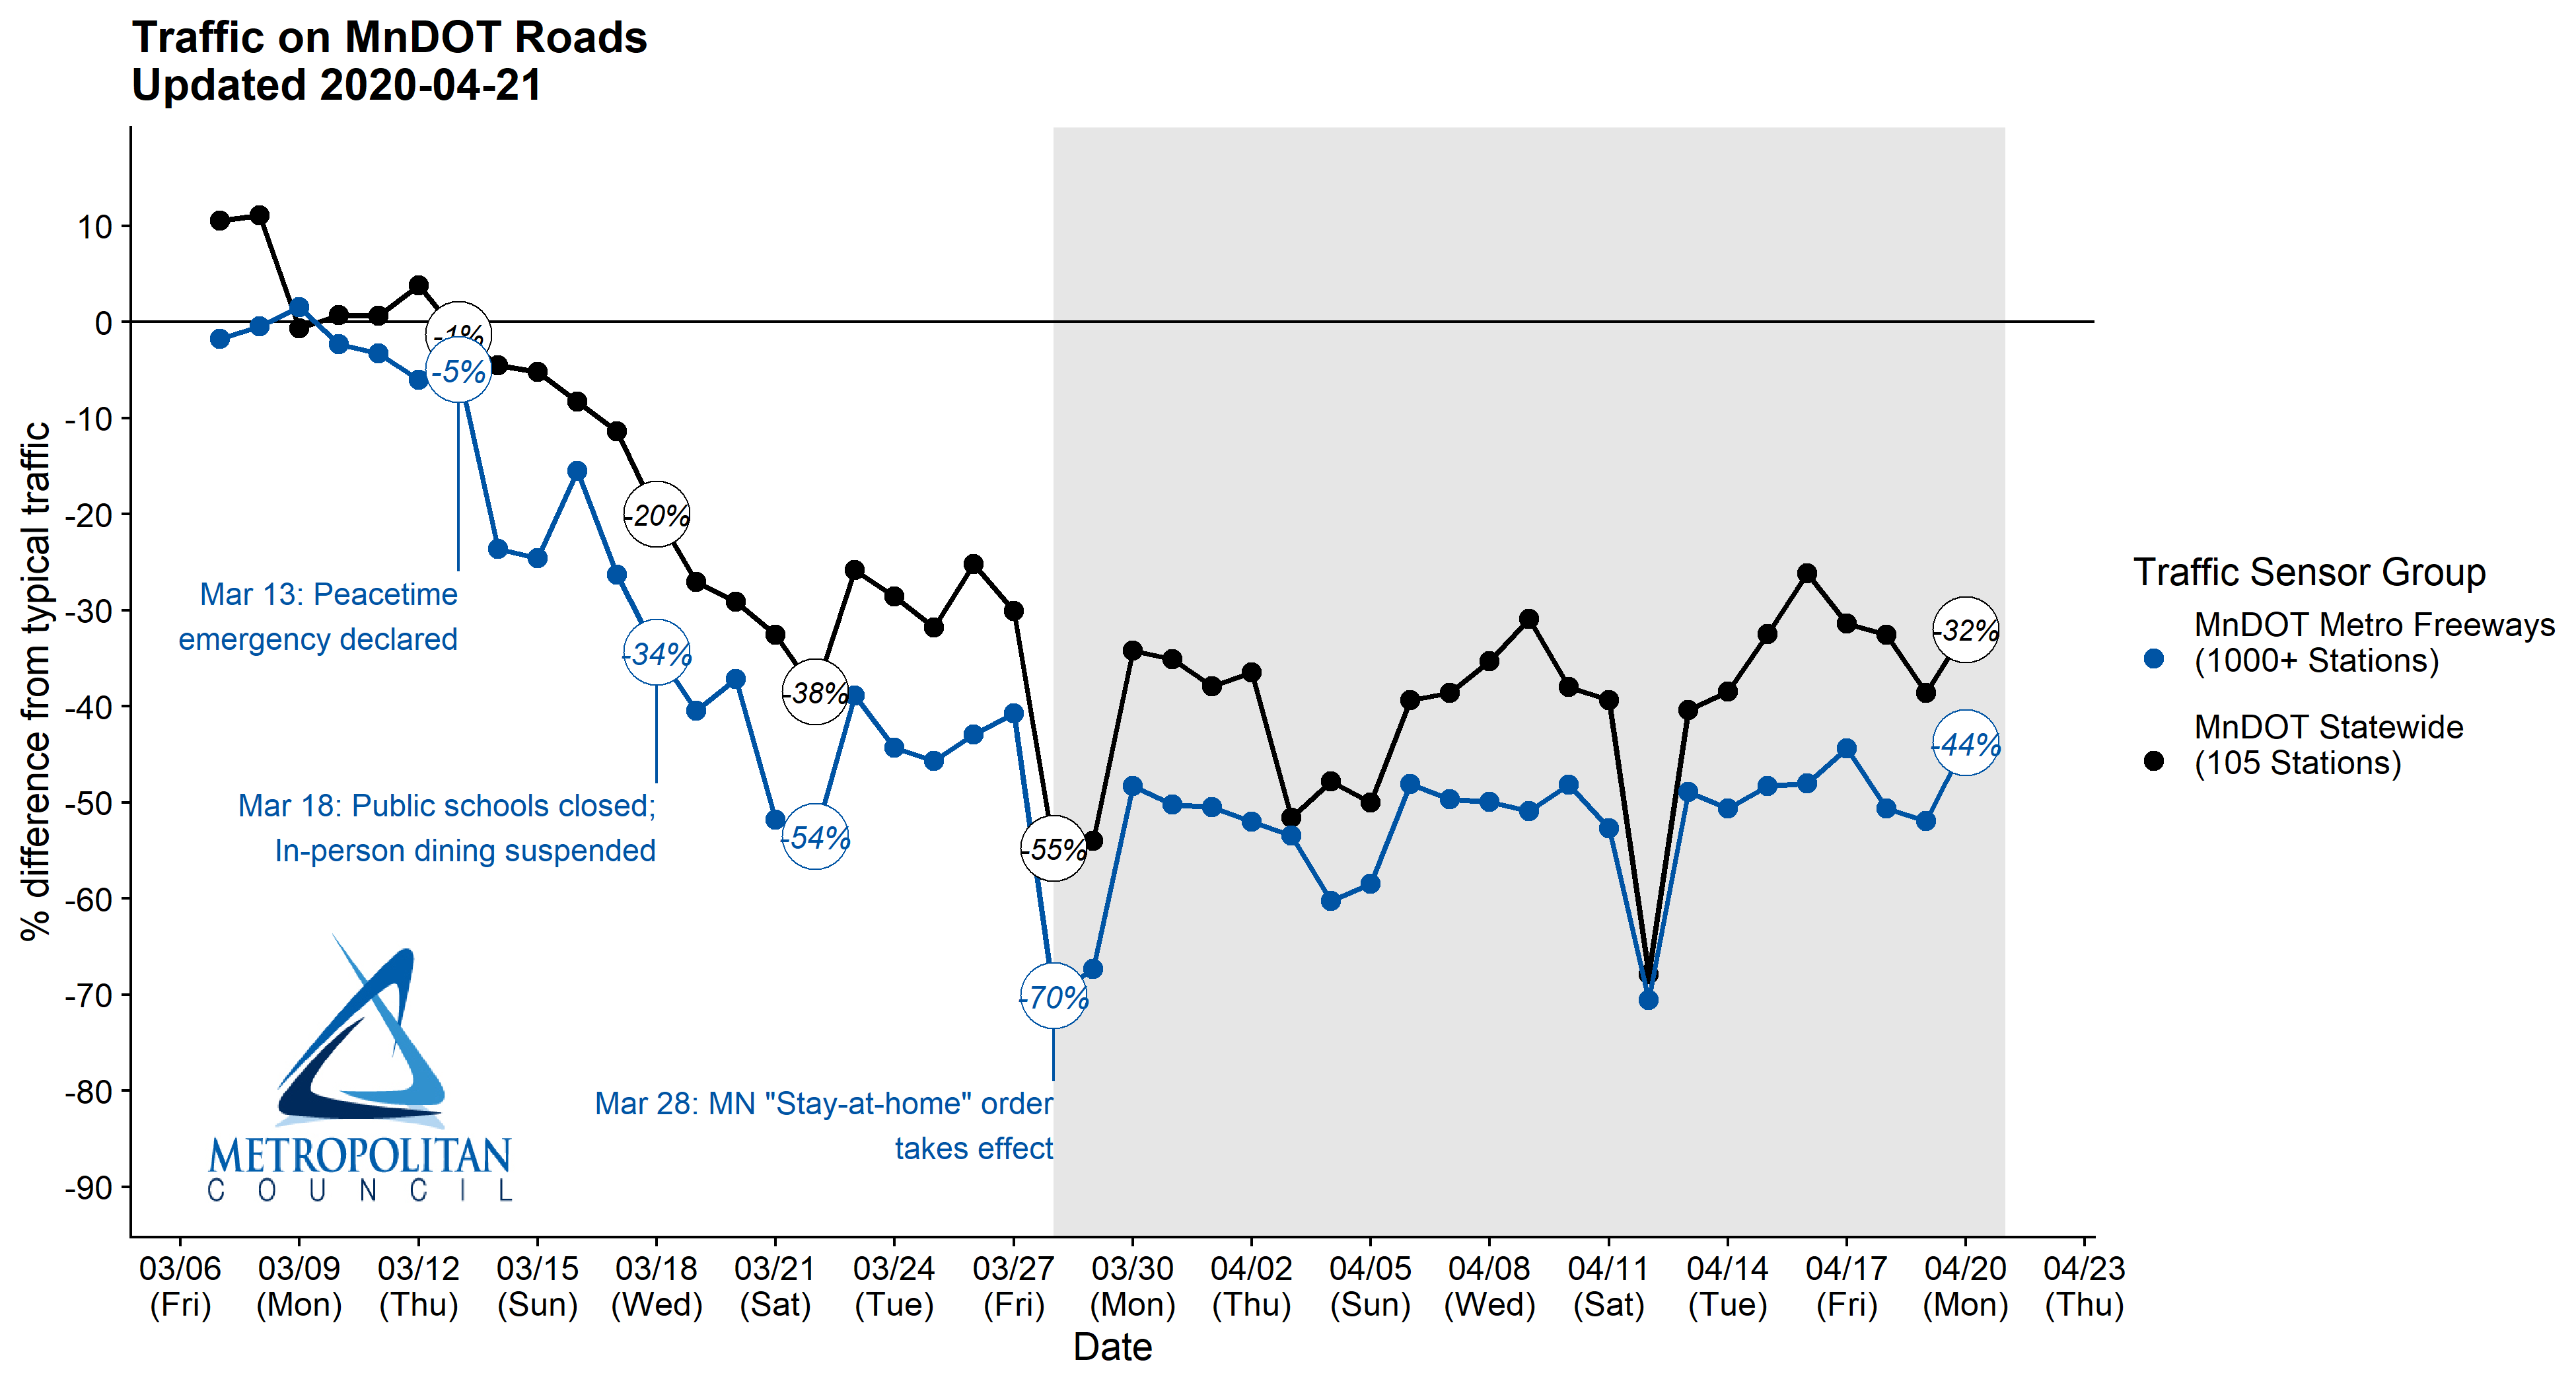 Traffic on MnDOT Roads
Updated 2020-04-21
% difference from typical traffic
10
0
-10
-20
-30
-40
-50
-60
-70
-80
-90
-1%
-5%
-20%
-34%
-38%
-54%
-55%
-70%
-32%
-44%
Mar 13: Peacetime
emergency declared
Mar 18: Public schools closed;
In-person dining suspended
Mar 28: MN "Stay-at-home" order
takes effect
METROPOLITAN
COUNCIL
03/06 03/09 03/12 03/15 03/18 03/21 03/24 03/27 03/30 04/02 04/05 04/08 04/11 04/14 04/17 04/20 04/23
(Fri) (Mon) (Thu) (Sun) (Wed) (Sat) (Tue) (Fri) (Mon) (Thu) (Sun) (Wed) (Sat) (Tue) (Fri) (Mon) (Thu)
Date
Traffic Sensor Group
MnDOT Metro Freeways
(1000+ Stations)
MnDOT Statewide
(105 Stations)